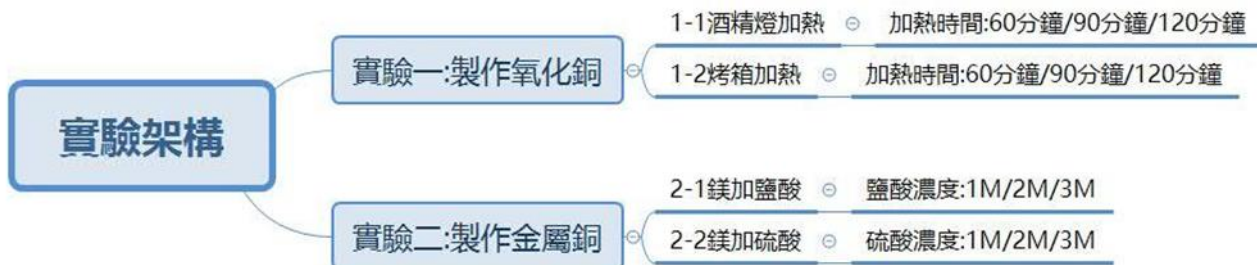 實驗架構
實驗一:製作氧化銅
1-1酒精燈加熱 加熱時間:60分鐘/90分鐘/120分鐘
1-2烤箱加熱 加熱時間:60分鐘/90分鐘/120分鐘
實驗二:製作金屬銅
2-1鎂加鹽酸 鹽酸濃度:1M/2M/3M
2-2鎂加硫酸 硫酸濃度:1M/2M/3M